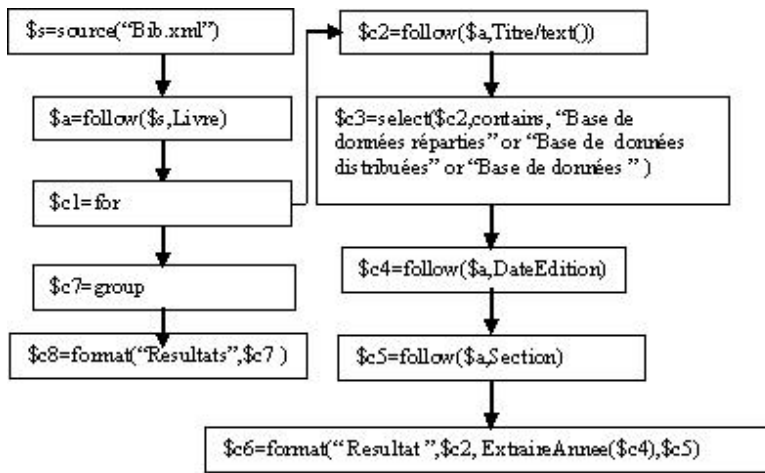 $s=source(“Bib.xml”)
$a=follow($s,Livre)
$c1=for
$c7=group
$c8=format(“Resultats”,$c7 )
$c2=follow($a,Titre/text())
$c3=select($c2,contains, “Base de
données réparties” or “Base de données
distribuées” or “Base de données ” )
$c4=follow($a,DateEdition)
$c5=follow($a,Section)
$c6=format(“Resultat”,$c2, ExtraireAnnee($c4),$c5)